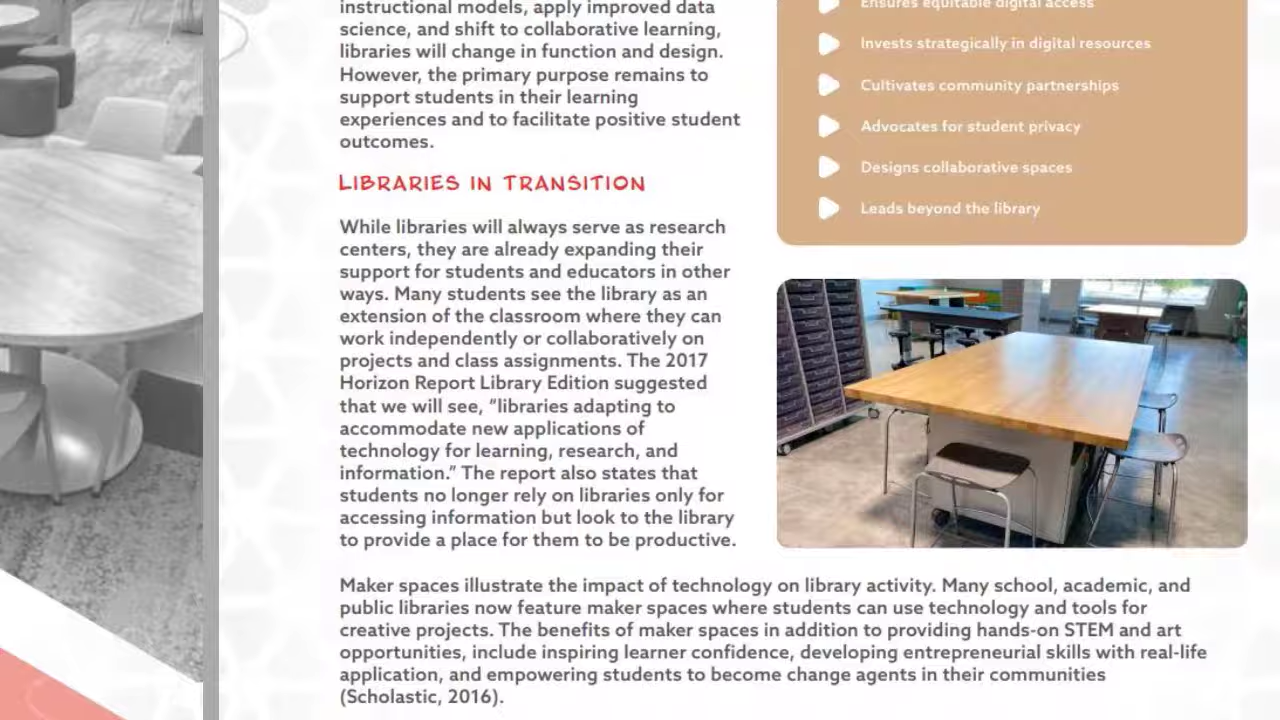 instructional models, apply improved data
science, and shift to collaborative learning,
libraries will change in function and design.
However, the primary purpose remains to
support students in their learning
experiences and to facilitate positive student
outcomes.
LIBRARIES IN TRANSITION
While libraries will always serve as research
centers, they are already expanding their
support for students and educators in other
ways. Many students see the library as an
extension of the classroom where they can
work independently or collaboratively on
projects and class assignments. The 2017
Horizon Report Library Edition suggested
that we will see, "libraries adapting to
accommodate new applications of
technology for learning, research, and
information." The report also states that
students no longer rely on libraries only for
accessing information but look to the library
to provide a place for them to be productive.
Ensures equitable digital access
Invests strategically in digital resources
Cultivates community partnerships
Advocates for student privacy
Designs collaborative spaces
Leads beyond the library
Maker spaces illustrate the impact of technology on library activity. Many school, academic, and
public libraries now feature maker spaces where students can use technology and tools for
creative projects. The benefits of maker spaces in addition to providing hands-on STEM and art
opportunities, include inspiring learner confidence, developing entrepreneurial skills with real-life
application, and empowering students to become change agents in their communities
(Scholastic, 2016).